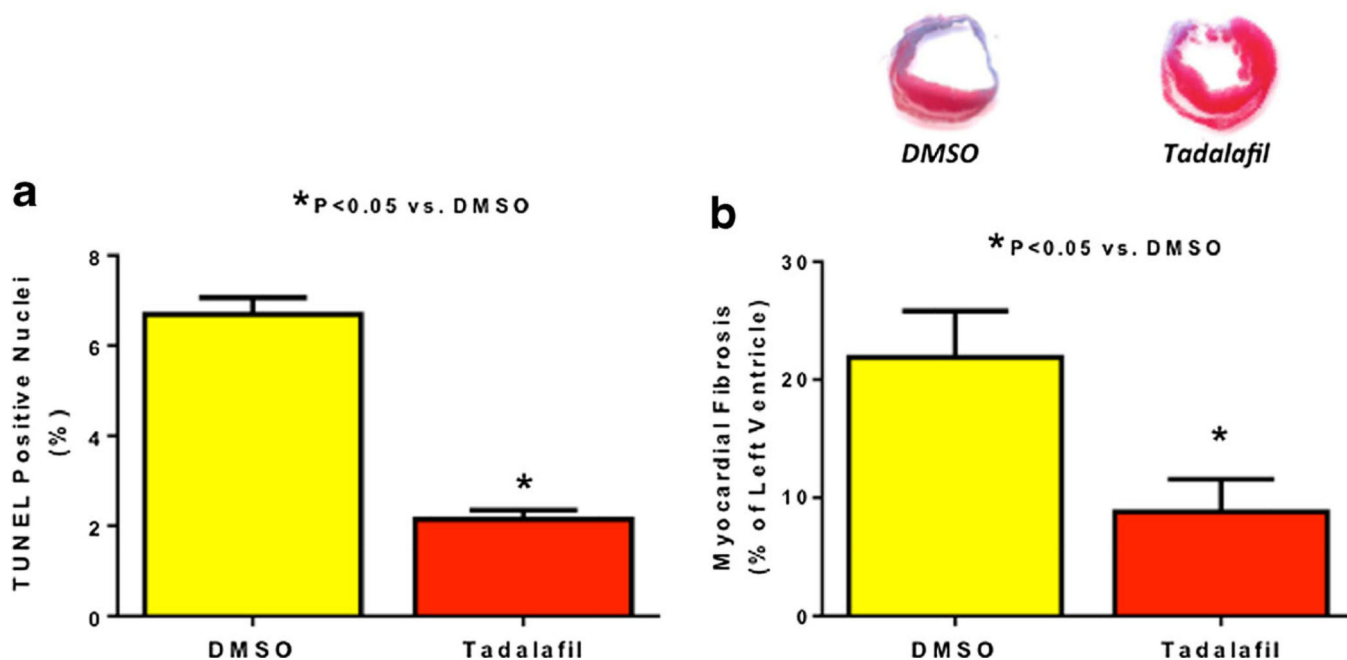 DMSO
Tadalafil
a
*P<0.05 vs. DMSO
TUNEL Positive Nuclei
(%)
8
6
4
2
0
*
DMSO
Tadalafil
b
*P<0.05 vs. DMSO
Myocardial Fibrosis
(% of Left Ventricle)
30
20
10
0
*
DMSO
Tadalafil